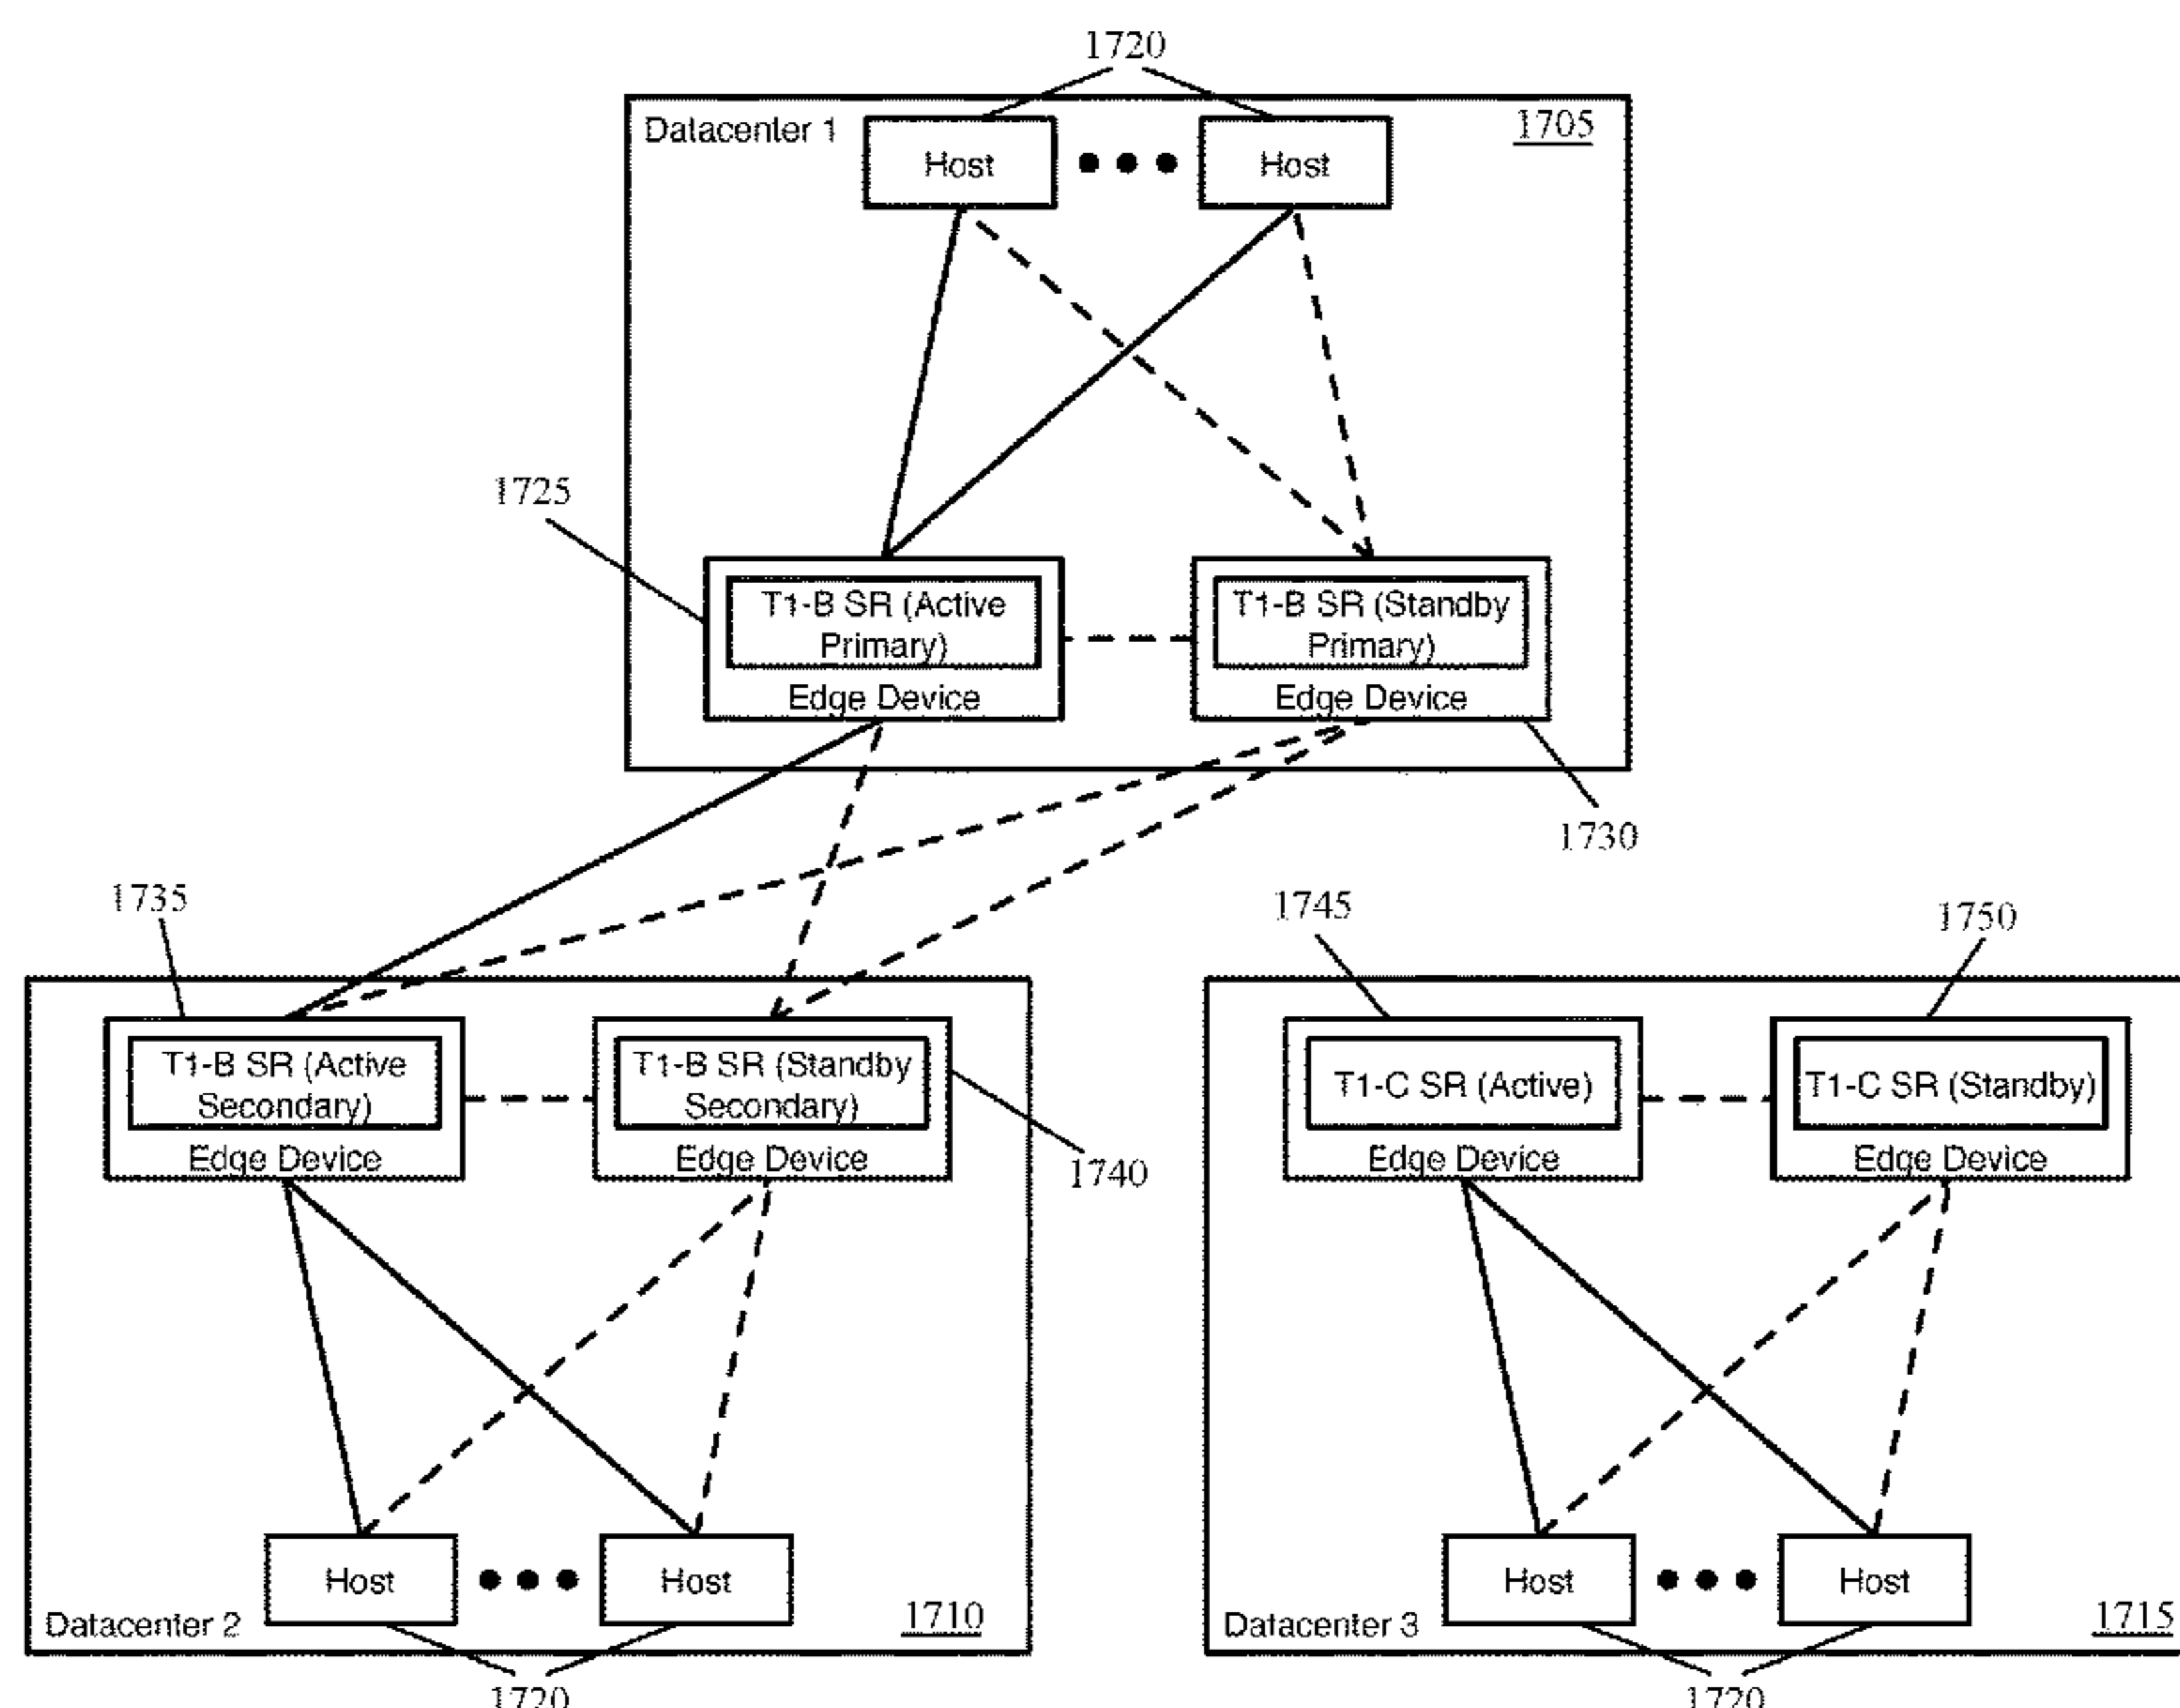 1720
Datacenter 1
1705
Host
Host
1725
T1-B SR (Active
Primary)
Edge Device
T1-B SR (Standby
Primary)
Edge Device
1730
1735
1745
1750
T1-B SR (Active
Secondary)
Edge Device
T1-B SR (Standby
Secondary)
Edge Device
1740
T1-C SR (Active)
Edge Device
T1-C SR (Standby)
Edge Device
Host
Host
Datacenter 2
1710
1720
Host
Host
Datacenter 3
1715
1720